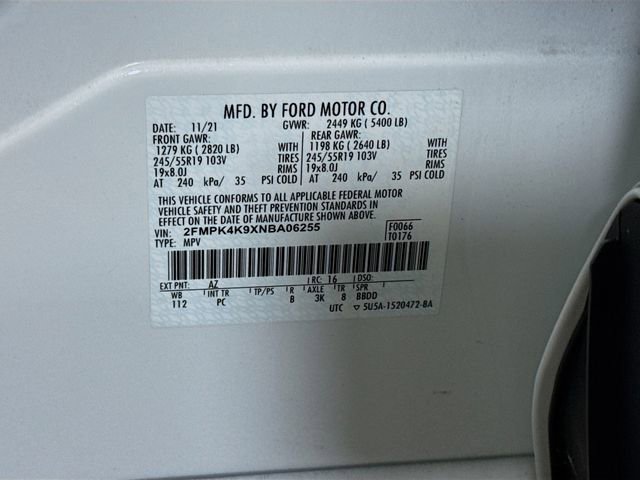 MFD. BY FORD MOTOR CO.
DATE: 11/21 GVWR: 2449 KG ( 5400 LB)
FRONT GAWR: REAR GAWR:
1279 KG ( 2820 LB) WITH 1198 KG ( 2640 LB) WITH
245/55R19 103V TIRES 245/55R19 103V TIRES
19x8.0J RIMS 19x8.0J RIMS
AT 240 kPa/ 35 PSI COLD AT 240 kPa/ 35 PSI COLD
THIS VEHICLE CONFORMS TO ALL APPLICABLE FEDERAL MOTOR
VEHICLE SAFETY AND THEFT PREVENTION STANDARDS IN
EFFECT ON THE DATE OF MANUFACTURE SHOWN ABOVE.
VIN: 2FMPK4K9XNBA06255 F0066
TYPE: MPV T0176
EXT PNT: AZ RC: 16 DSO:
WB INT TR TP/PS R AXLE TR SPR
112 PC B 3K 8 BBDD
UTC ▽ 5U5A-1520472-BA